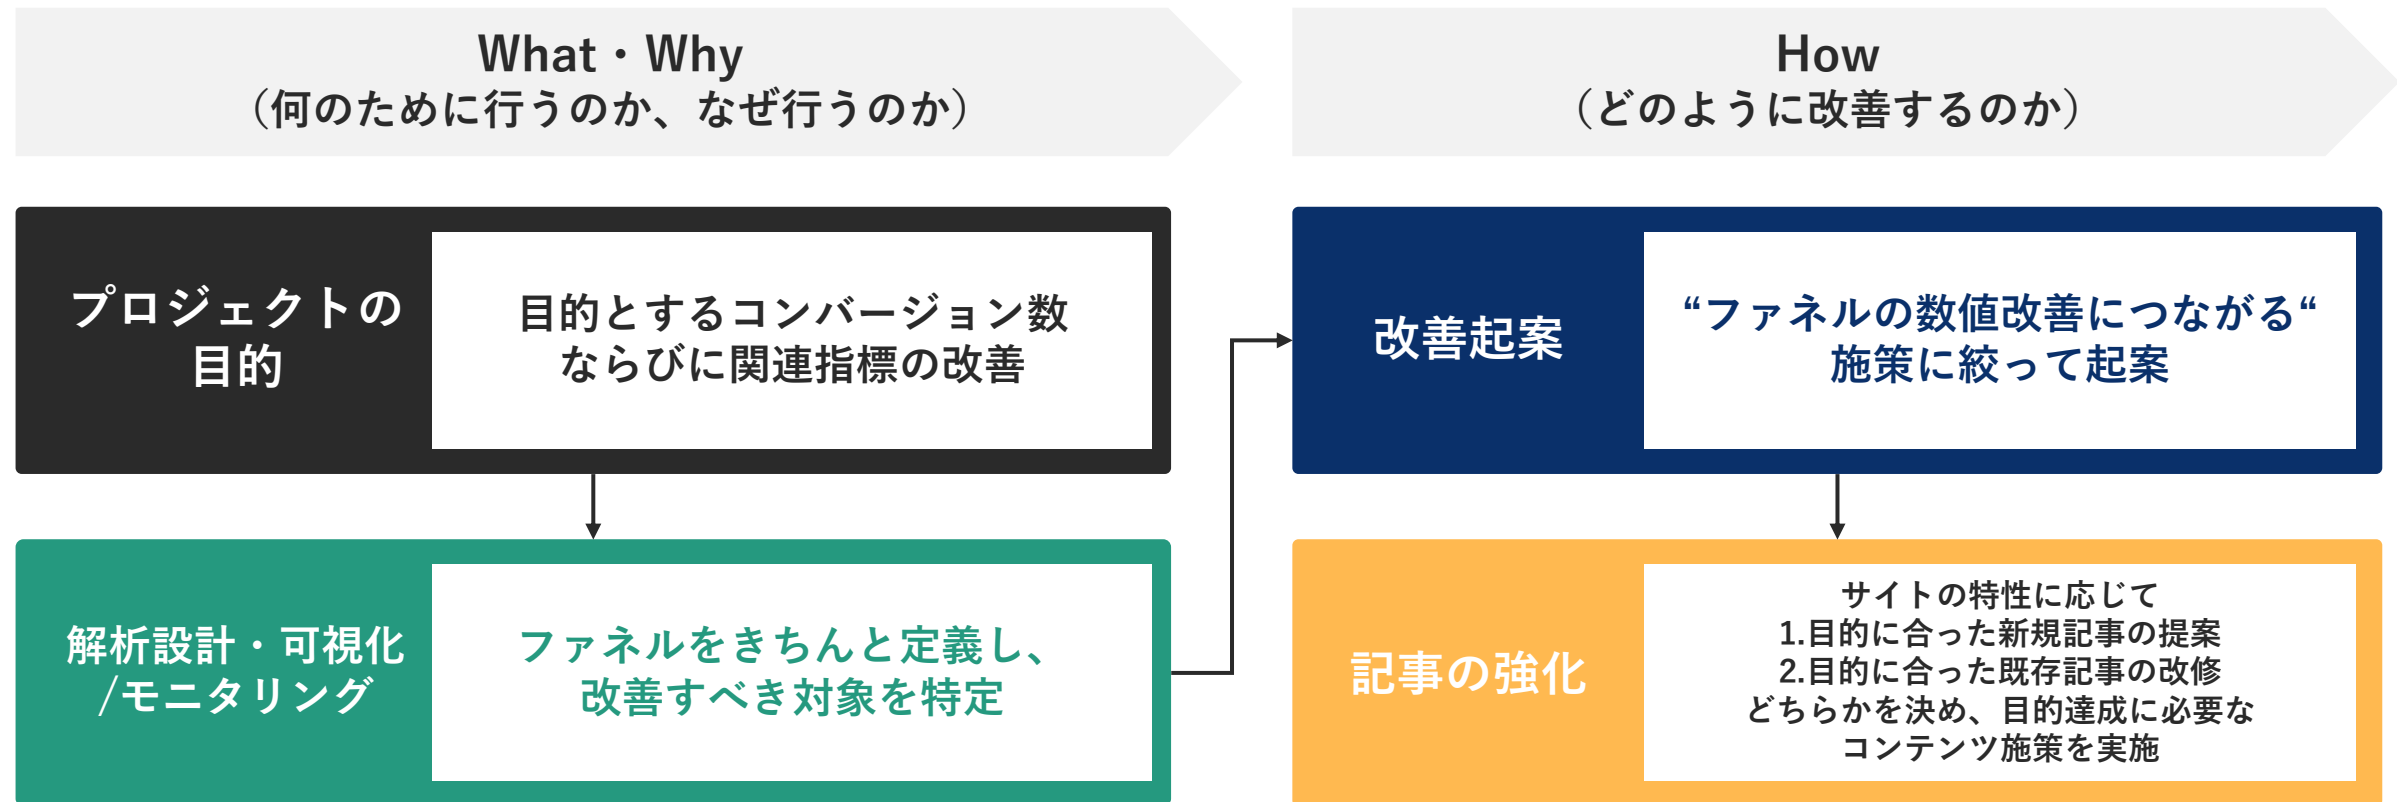 What・Why
（何のために行うのか、なぜ行うのか）
How
（どのように改善するのか）
プロジェクトの
目的
目的とするコンバージョン数
ならびに関連指標の改善
解析設計・可視化
/モニタリング
ファネルをきちんと定義し、
改善すべき対象を特定
改善起案
“ファネルの数値改善につながる“
施策に絞って起案
記事の強化
サイトの特性に応じて
1.目的に合った新規記事の提案
2.目的に合った既存記事の改修
どちらかを決め、目的達成に必要な
コンテンツ施策を実施